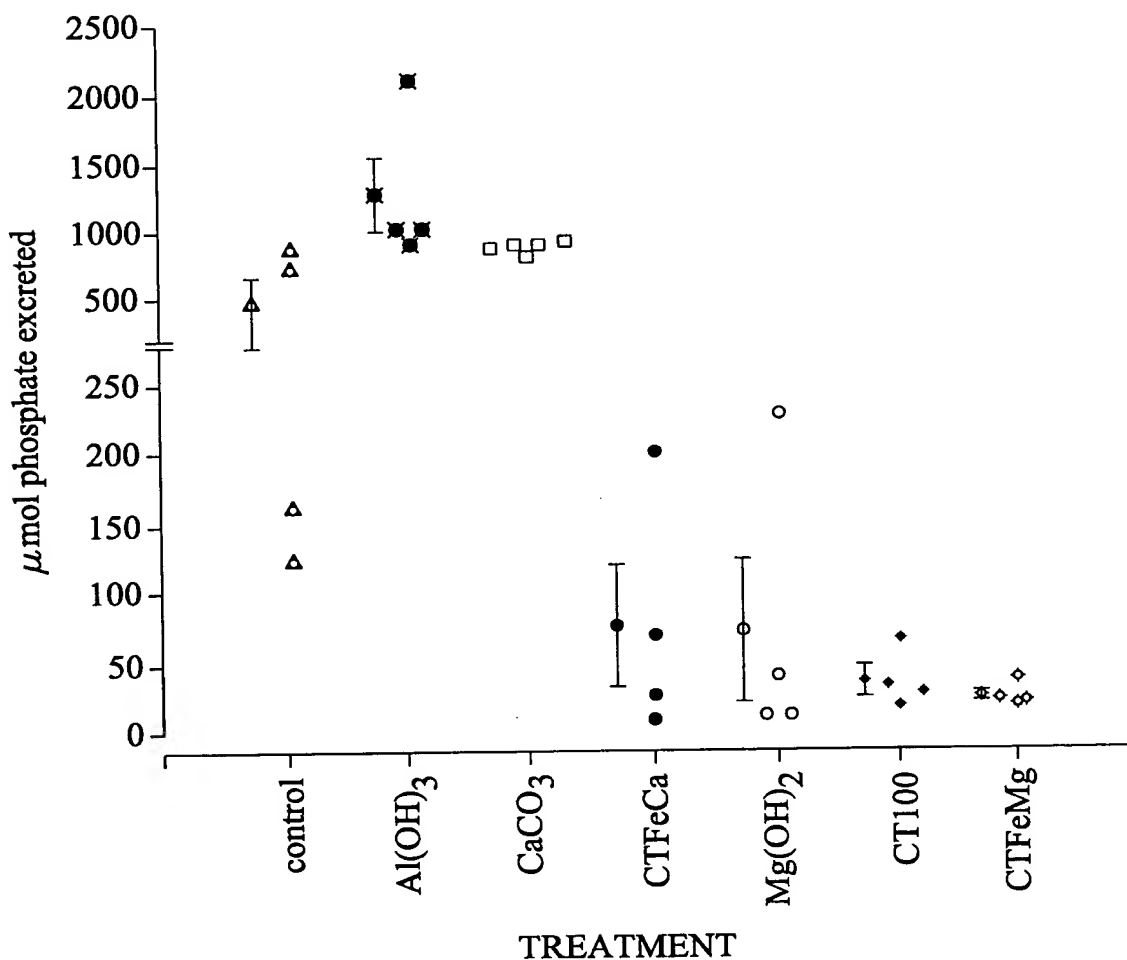 μmol phosphate excreted
2500
2000
1500
1000
500
250
200
150
100
50
0
control
Al(OH)3
CaCO3
CTFeCa
Mg(OH)2
CT100
CTFeMg
TREATMENT